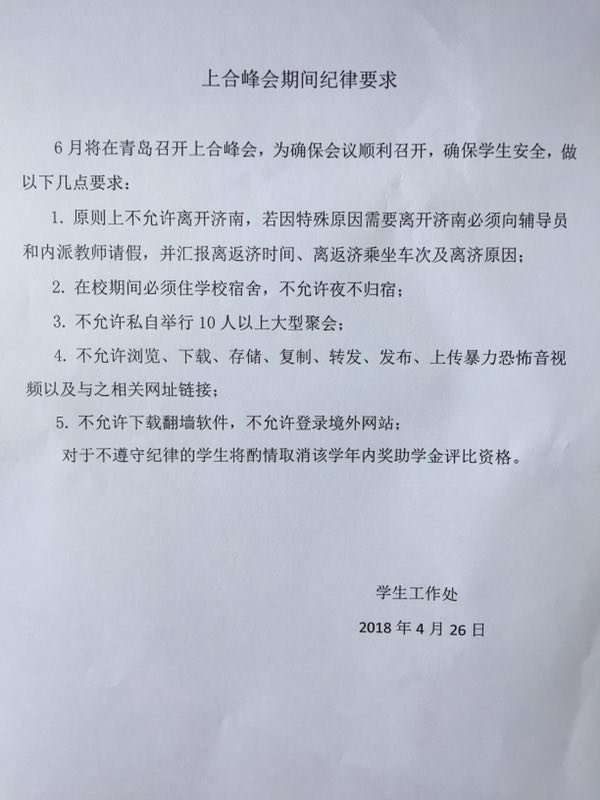 上合峰会期间纪律要求
6月将在青岛召开上合峰会，为确保会议顺利召开，确保学生安全，做
以下几点要求：
1. 原则上不允许离开济南，若因特殊原因需要离开济南必须向辅导员
和内派教师请假，并汇报离返济时间、离返济乘坐车次及离济原因；
2. 在校期间必须住学校宿舍，不允许夜不归宿；
3. 不允许私自举行 10 人以上大型聚会；
4. 不允许浏览、下载、存储、复制、转发、发布、上传暴力恐怖音视
频以及与之相关网址链接；
5. 不允许下载翻墙软件，不允许登录境外网站；
对于不遵守纪律的学生将酌情取消该学年内奖助学金评比资格。
学生工作处
2018 年 4 月 26 日